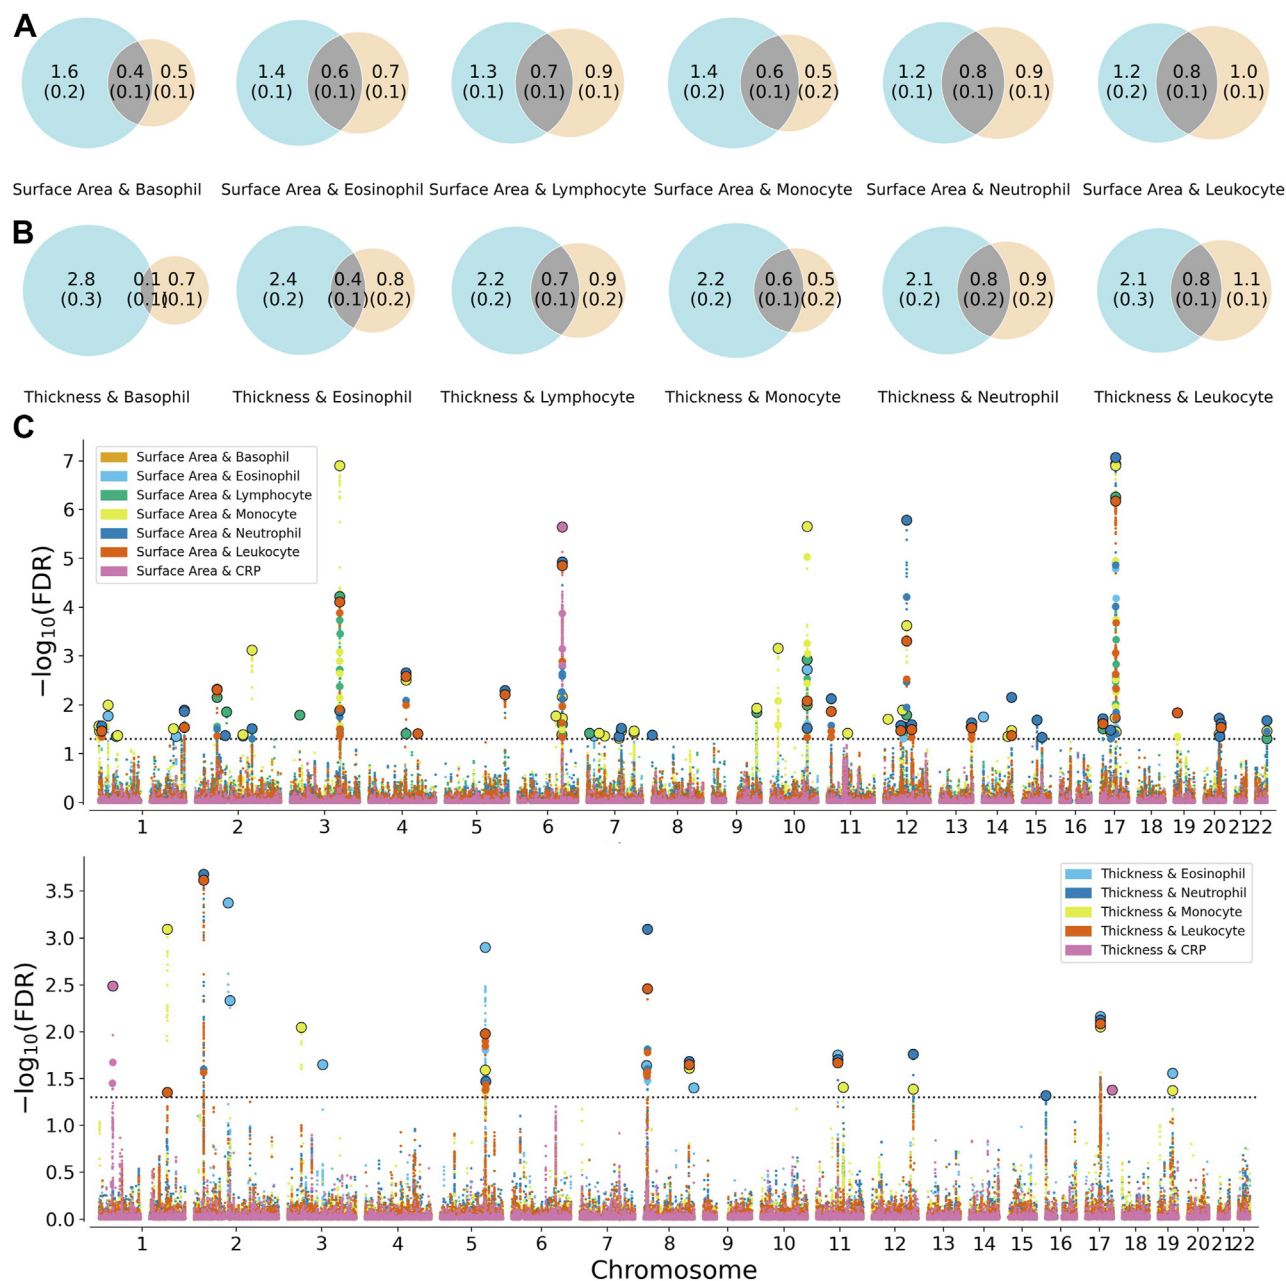 A
1.6 0.4 0.5 1.4 0.6 0.7 1.3 0.7 0.9 1.4 0.6 0.5 1.2 0.8 0.9 1.2 0.8 1.0
(0.2) (0.1) (0.1) (0.1) (0.1) (0.1) (0.1) (0.1) (0.1) (0.2) (0.1) (0.2) (0.1) (0.1) (0.1) (0.2) (0.1) (0.1)
Surface Area & Basophil Surface Area & Eosinophil Surface Area & Lymphocyte Surface Area & Monocyte Surface Area & Neutrophil Surface Area & Leukocyte
B
2.8 0.1 0.7 2.4 0.4 0.8 2.2 0.7 0.9 2.2 0.6 0.5 2.1 0.8 0.9 2.1 0.8 1.1
(0.3) (0.1) (0.1) (0.2) (0.1) (0.2) (0.2) (0.1) (0.2) (0.2) (0.1) (0.2) (0.2) (0.2) (0.2) (0.3) (0.1) (0.1)
Thickness & Basophil Thickness & Eosinophil Thickness & Lymphocyte Thickness & Monocyte Thickness & Neutrophil Thickness & Leukocyte
C
−log₁₀(FDR)
7
6
5
4
3
2
1
0
Surface Area & Basophil
Surface Area & Eosinophil
Surface Area & Lymphocyte
Surface Area & Monocyte
Surface Area & Neutrophil
Surface Area & Leukocyte
Surface Area & CRP
1 2 3 4 5 6 7 8 9 10 11 12 13 14 15 16 17 18 19 20 21 22
−log₁₀(FDR)
3.5
3.0
2.5
2.0
1.5
1.0
0.5
0.0
Thickness & Eosinophil
Thickness & Neutrophil
Thickness & Monocyte
Thickness & Leukocyte
Thickness & CRP
1 2 3 4 5 6 7 8 9 10 11 12 13 14 15 16 17 18 19 20 21 22
Chromosome